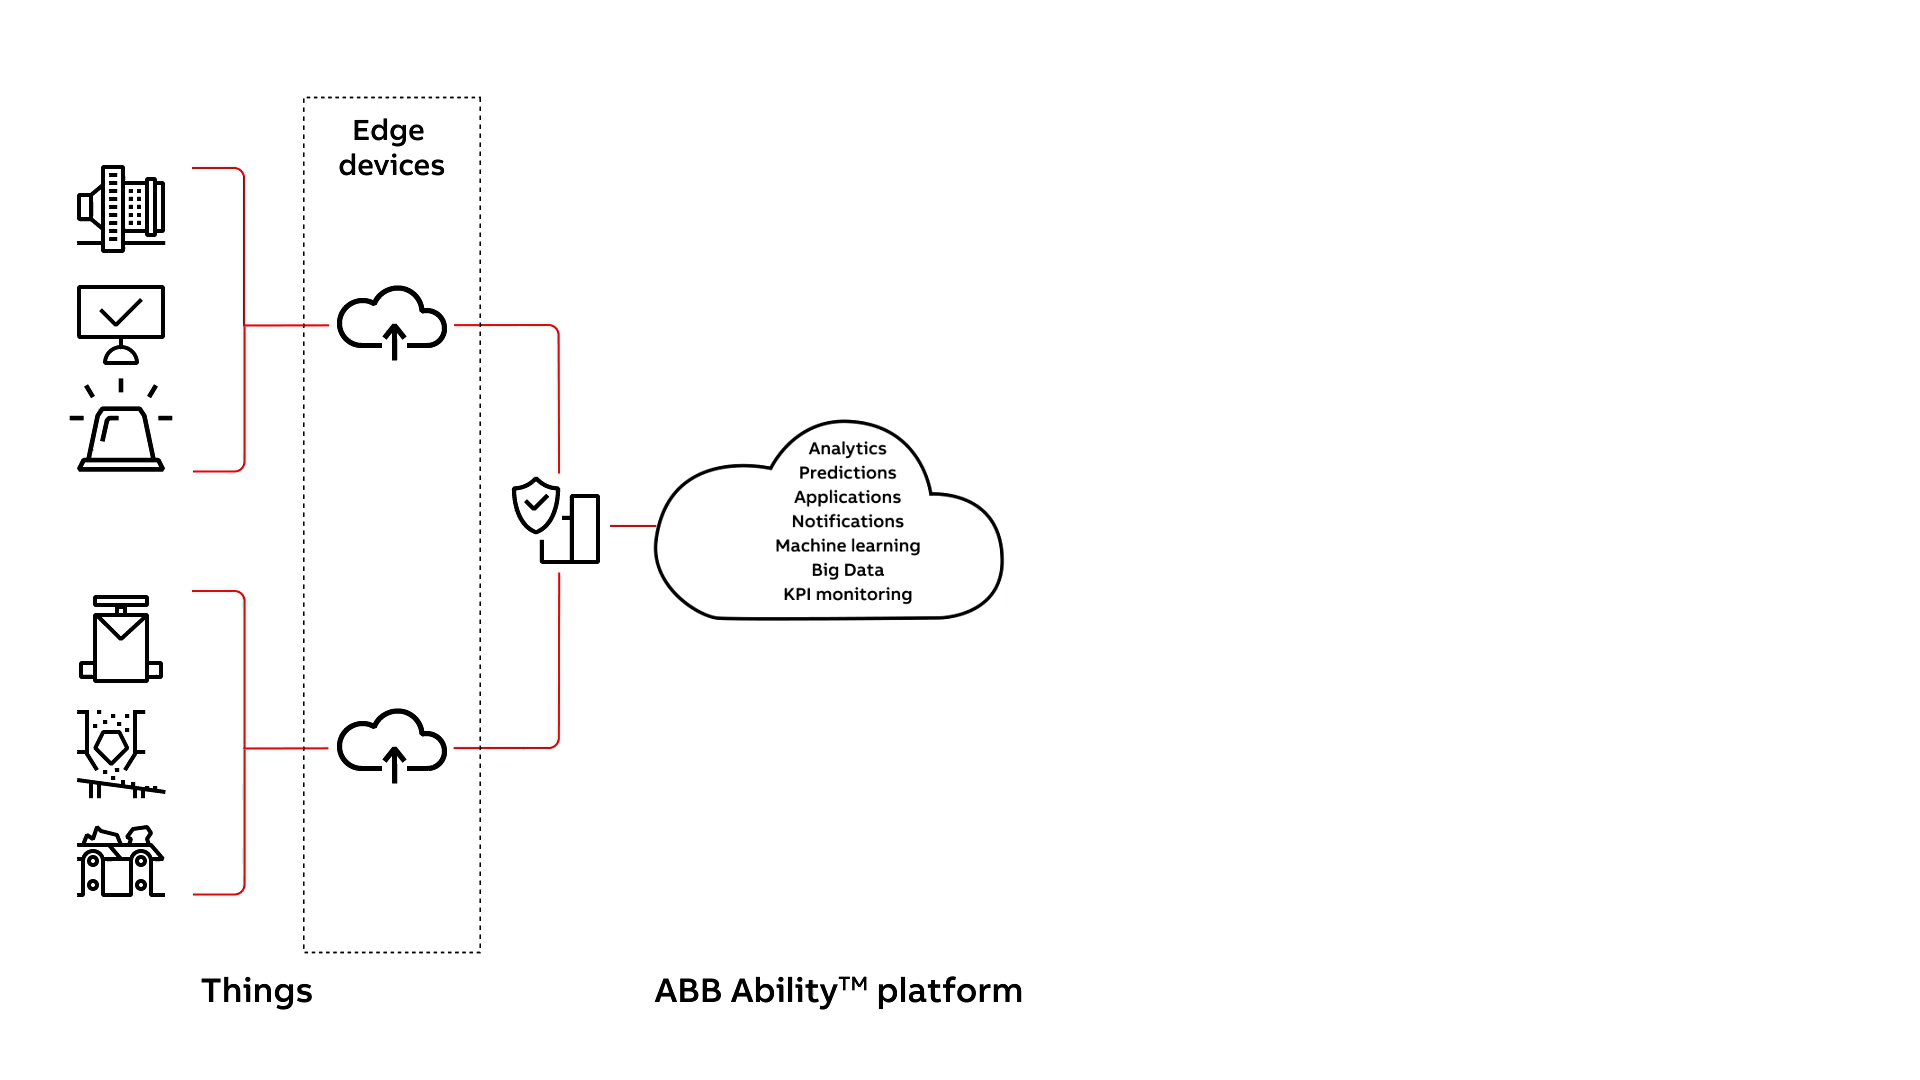 Edge
devices
Analytics
Predictions
Applications
Notifications
Machine learning
Big Data
KPI monitoring
Things
ABB Ability™ platform